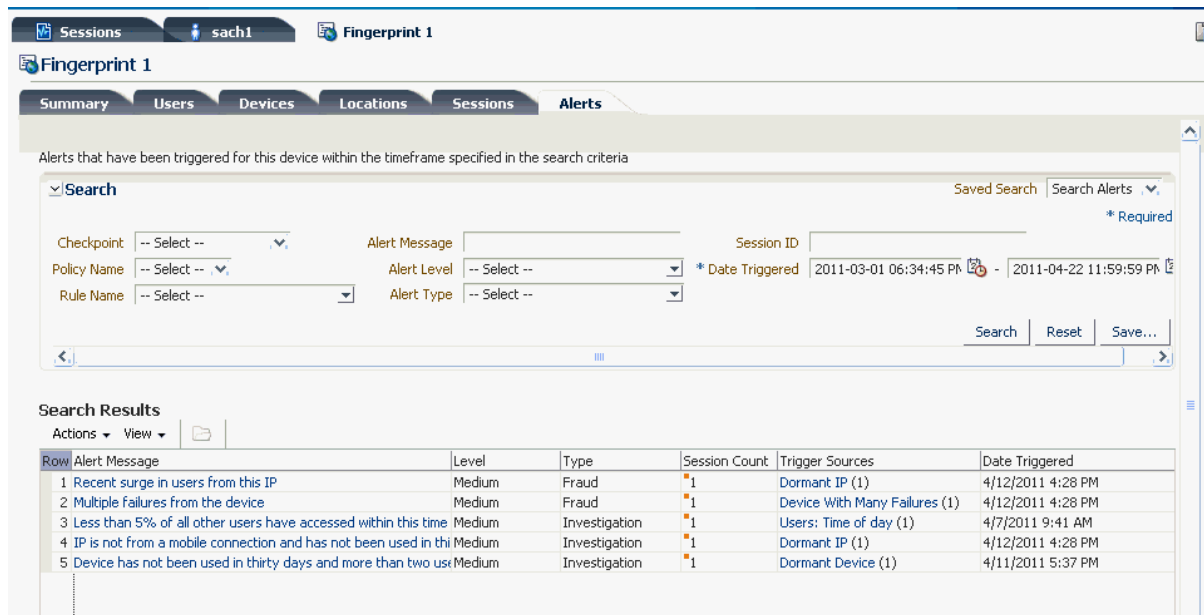 Sessions sach1 Fingerprint 1
Fingerprint 1
Summary Users Devices Locations Sessions Alerts
Alerts that have been triggered for this device within the timeframe specified in the search criteria
Search Saved Search Search Alerts
* Required
Checkpoint -- Select -- Alert Message Session ID
Policy Name -- Select -- Alert Level -- Select -- * Date Triggered 2011-03-01 06:34:45 PM - 2011-04-22 11:59:59 PM
Rule Name -- Select -- Alert Type -- Select --
Search Reset Save...
Search Results
Actions View
Row Alert Message Level Type Session Count Trigger Sources Date Triggered
1 Recent surge in users from this IP Medium Fraud 1 Dormant IP (1) 4/12/2011 4:28 PM
2 Multiple failures from the device Medium Fraud 1 Device With Many Failures (1) 4/12/2011 4:28 PM
3 Less than 5% of all other users have accessed within this time Medium Investigation 1 Users: Time of day (1) 4/7/2011 9:41 AM
4 IP is not from a mobile connection and has not been used in thi Medium Investigation 1 Dormant IP (1) 4/12/2011 4:28 PM
5 Device has not been used in thirty days and more than two use Medium Investigation 1 Dormant Device (1) 4/11/2011 5:37 PM